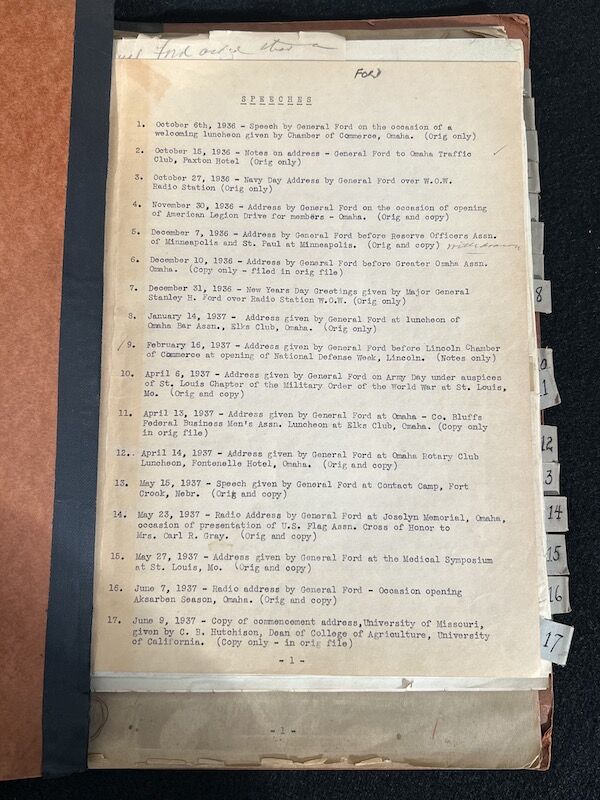 Ford asked that a
FORD
SPEECHES
1. October 6th, 1936 - Speech by General Ford on the occasion of a
welcoming luncheon given by Chamber of Commerce, Omaha. (Orig only)
2. October 15, 1936 - Notes on address - General Ford to Omaha Traffic
Club, Paxton Hotel (Orig only)
3. October 27, 1936 - Navy Day Address by General Ford over W.O.W.
Radio Station (Orig only)
4. November 30, 1936 - Address by General Ford on the occasion of opening
of American Legion Drive for members - Omaha. (Orig and copy)
5. December 7, 1936 - Address by General Ford before Reserve Officers Assn.
of Minneapolis and St. Paul at Minneapolis. (Orig and copy) withdrawn
6. December 10, 1936 - Address by General Ford before Greater Omaha Assn.
Omaha. (Copy only - filed in orig file)
7. December 31, 1936 - New Years Day Greetings given by Major General
Stanley H. Ford over Radio Station W.O.W. (Orig only)
8. January 14, 1937 - Address given by General Ford at luncheon of
Omaha Bar Assn., Elks Club, Omaha. (Orig only)
9. February 16, 1937 - Address given by General Ford before Lincoln Chamber
of Commerce at opening of National Defense Week, Lincoln. (Notes only)
10. April 6, 1937 - Address given by General Ford on Army Day under auspices
of St. Louis Chapter of the Military Order of the World War at St. Louis,
Mo. (Orig and copy)
11. April 13, 1937 - Address given by General Ford at Omaha - Co. Bluffs
Federal Business Men's Assn. Luncheon at Elks Club, Omaha. (Copy only
in orig file)
12.. April 14, 1937 - Address given by General Ford at Omaha Rotary Club
Luncheon, Fontenelle Hotel, Omaha. (Orig and copy)
13. May 15, 1937 - Speech given by General Ford at Contact Camp, Fort
Crook, Nebr. (Orig and copy)
14. May 23, 1937 - Radio Address by General Ford at Joselyn Memorial, Omaha,
occasion of presentation of U.S. Flag Assn. Cross of Honor to
Mrs. Carl R. Gray. (Orig and copy)
15. May 27, 1937 - Address given by General Ford at the Medical Symposium
at St. Louis, Mo. (Orig and copy)
16. June 7, 1937 - Radio address by General Ford - Occasion opening
Aksarben Season, Omaha. (Orig and copy)
17. June 9, 1937 - Copy of commencement address,University of Missouri,
given by C. B. Hutchison, Dean of College of Agriculture, University
of California. (Copy only - in orig file)
- 1 -
- 1 -
8
0
1
12
3
14
15
16
17